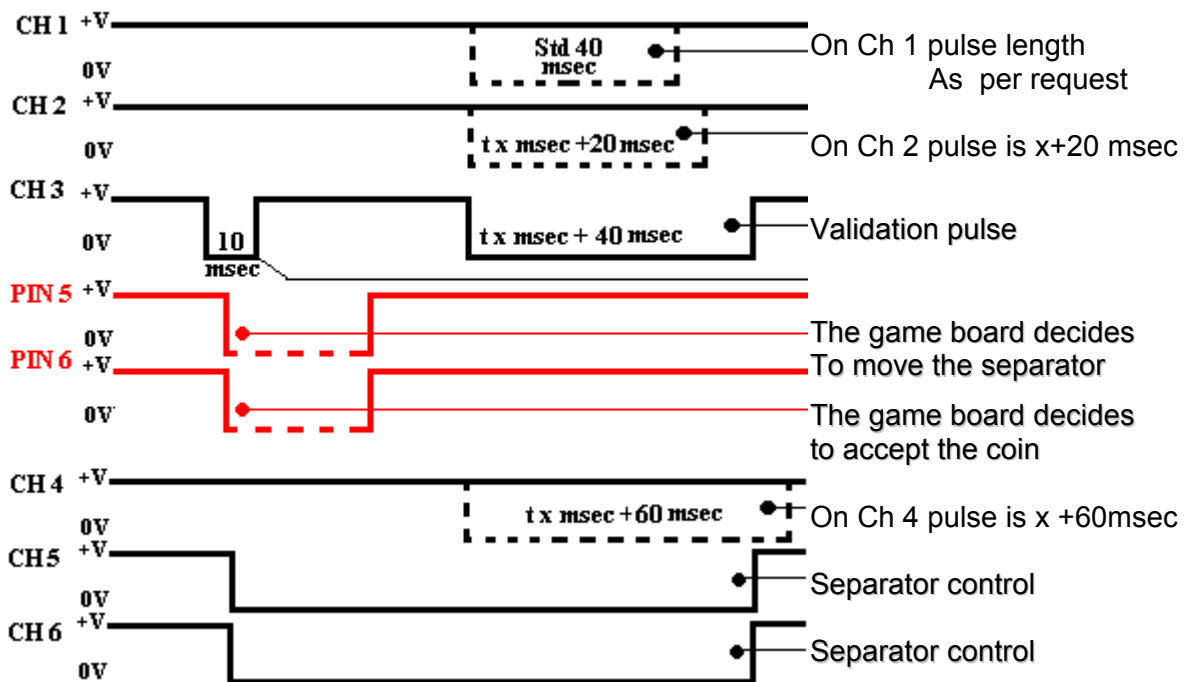 CH 1 +V
Std 40
msec
On Ch 1 pulse length
0V
As per request
CH 2 +V
t x msec +20 msec
0V
On Ch 2 pulse is x+20 msec
CH 3 +V
0V
10
msec
t x msec + 40 msec
Validation pulse
PIN 5 +V
0V
The game board decides
To move the separator
PIN 6 +V
0V
The game board decides
to accept the coin
CH 4 +V
t x msec +60 msec
0V
On Ch 4 pulse is x +60msec
CH 5 +V
0V
Separator control
CH 6 +V
0V
Separator control